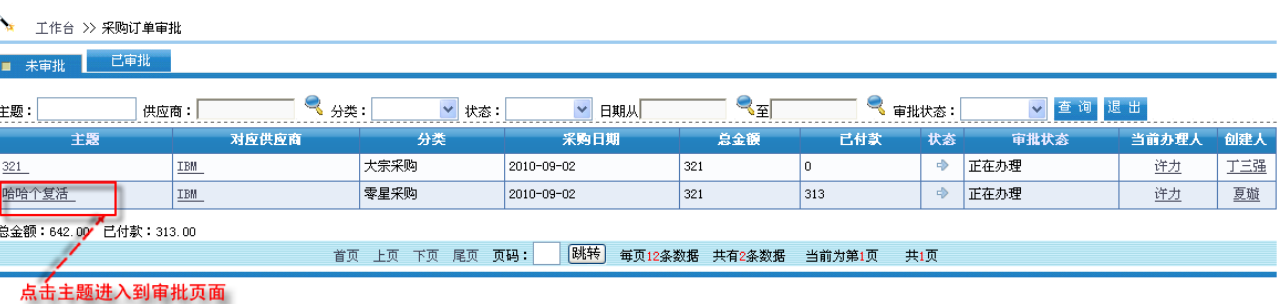 工作台 >> 采购订单审批
未审批 已审批
主题： 供应商： 分类： 状态： 日期从 至 审批状态： 查 询 退 出
主题 对应供应商 分类 采购日期 总金额 已付款 状态 审批状态 当前办理人 创建人
321 IBM 大宗采购 2010-09-02 321 0 正在办理 许力 丁三强
哈哈个复活 IBM 零星采购 2010-09-02 321 313 正在办理 许力 夏璇
总金额：642.00 已付款：313.00
首页 上页 下页 尾页 页码： 跳转 每页12条数据 共有2条数据 当前为第1页 共1页
点击主题进入到审批页面